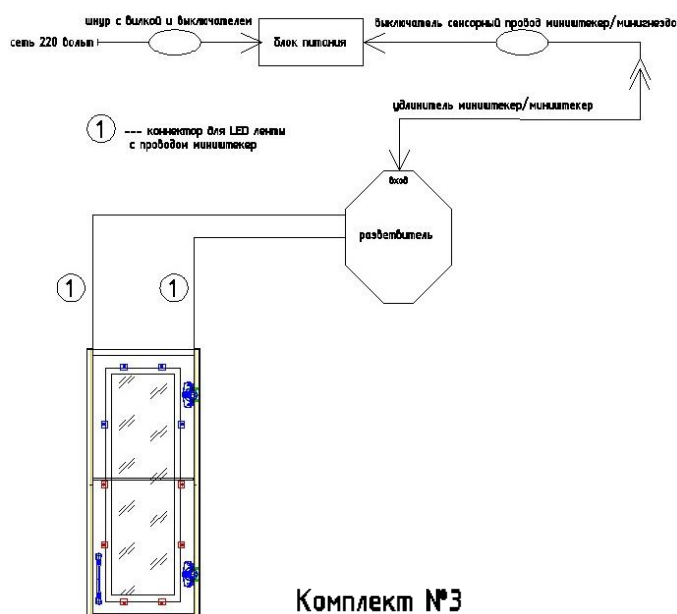 шнур с вилкой и выключателем
выключатель сенсорный провод миништекер/минигнездо
сеть 220 вольт
блок питания
удлинитель миништекер/миништекер
1 --- коннектор для LED ленты
с проводом миништекер
вход
разветвитель
1
1
Комплект №3